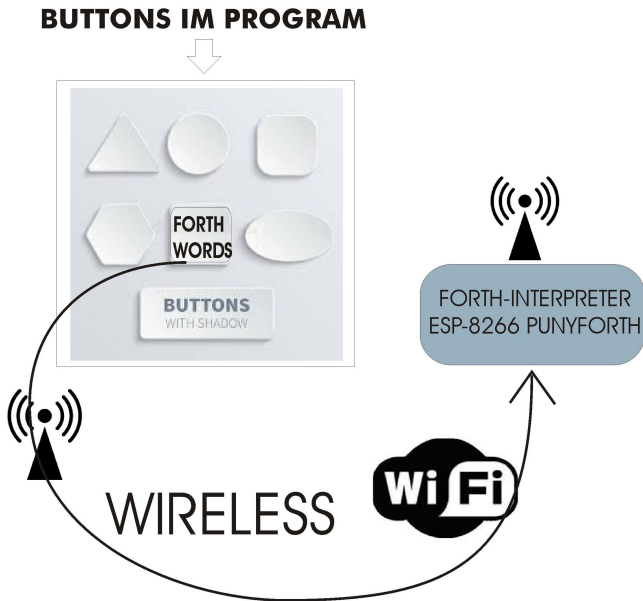 BUTTONS IM PROGRAM
FORTH
WORDS
BUTTONS
WITH SHADOW
FORTH-INTERPRETER
ESP-8266 PUNYFORTH
WIRELESS
Wi Fi